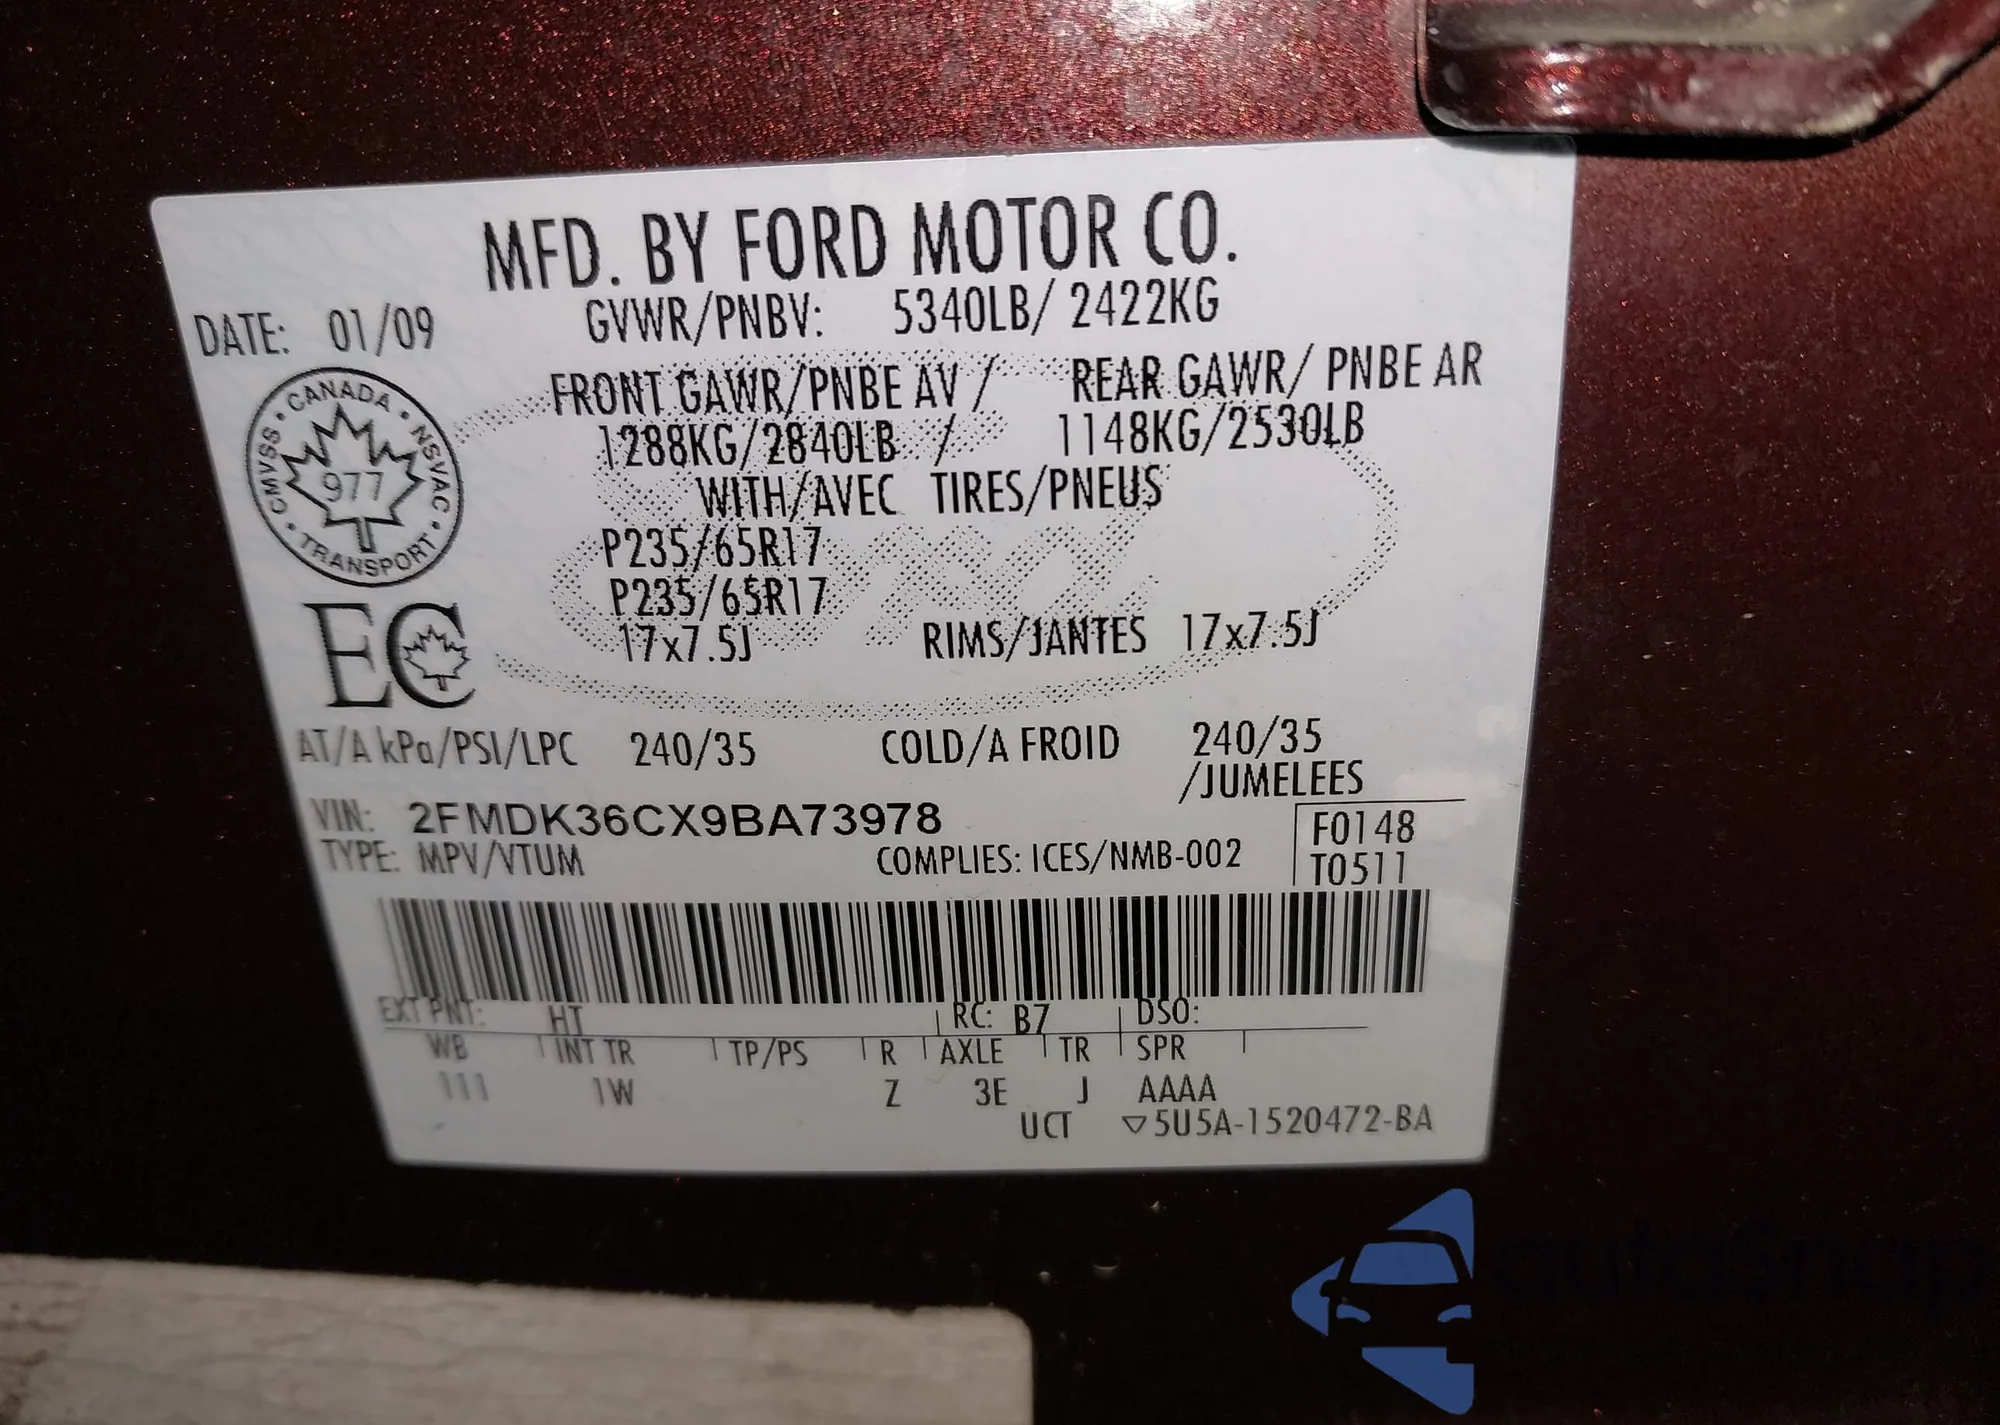 MFD. BY FORD MOTOR CO.
DATE: 01/09 GVWR/PNBV: 5340LB/ 2422KG
FRONT GAWR/PNBE AV / REAR GAWR/ PNBE AR
1288KG/2840LB / 1148KG/2530LB
WITH/AVEC TIRES/PNEUS
P235/65R17
P235/65R17
17x7.5J RIMS/JANTES 17x7.5J
CANADA
CMVSS • NSVAC
977
TRANSPORT
EC
Ford
AT/A kPa/PSI/LPC 240/35 COLD/A FROID 240/35
/JUMELEES
VIN: 2FMDK36CX9BA73978
F0148
TYPE: MPV/VTUM COMPLIES: ICES/NMB-002
T0511
EXT PNT: HT RC: B7 DSO:
WB INT TR TP/PS R AXLE TR SPR
111 1W Z 3E J AAAA
UCT ▽5U5A-1520472-BA
autosnap